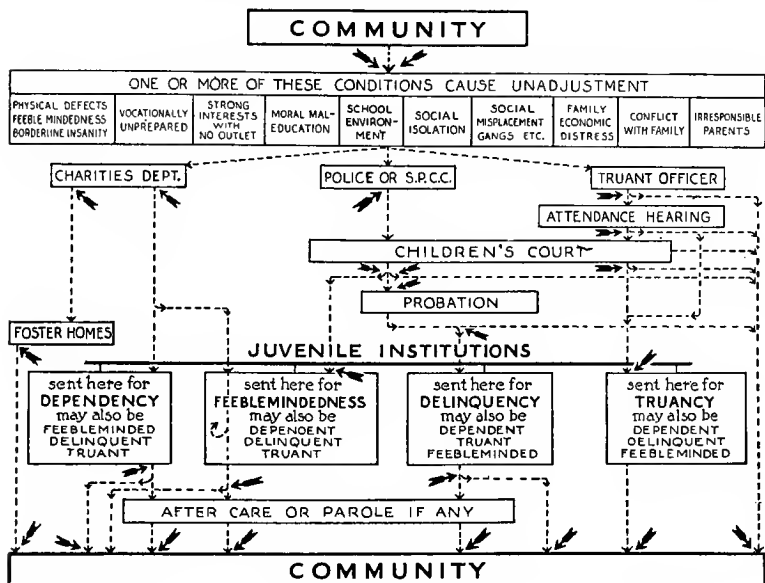 COMMUNITY
ONE OR MORE OF THESE CONDITIONS CAUSE UNADJUSTMENT
PHYSICAL DEFECTS
FEEBLE MINDEDNESS
BORDERLINE INSANITY
VOCATIONALLY
UNPREPARED
STRONG
INTERESTS
WITH
NO OUTLET
MORAL MAL-
EDUCATION
SCHOOL
ENVIRON-
MENT
SOCIAL
ISOLATION
SOCIAL
MISPLACEMENT
GANGS ETC.
FAMILY
ECONOMIC
DISTRESS
CONFLICT
WITH FAMILY
IRRESPONSIBLE
PARENTS
CHARITIES DEPT.
POLICE OR S.P.C.C.
TRUANT OFFICER
ATTENDANCE HEARING
CHILDREN'S COURT
PROBATION
FOSTER HOMES
JUVENILE INSTITUTIONS
sent here for
DEPENDENCY
may also be
FEEBLEMINDED
DELINQUENT
TRUANT
sent here for
FEEBLEMINDEDNESS
may also be
DEPENDENT
DELINQUENT
TRUANT
sent here for
DELINQUENCY
may also be
DEPENDENT
TRUANT
FEEBLEMINDED
sent here for
TRUANCY
may also be
DEPENDENT
DELINQUENT
FEEBLEMINDED
AFTER CARE OR PAROLE IF ANY
COMMUNITY